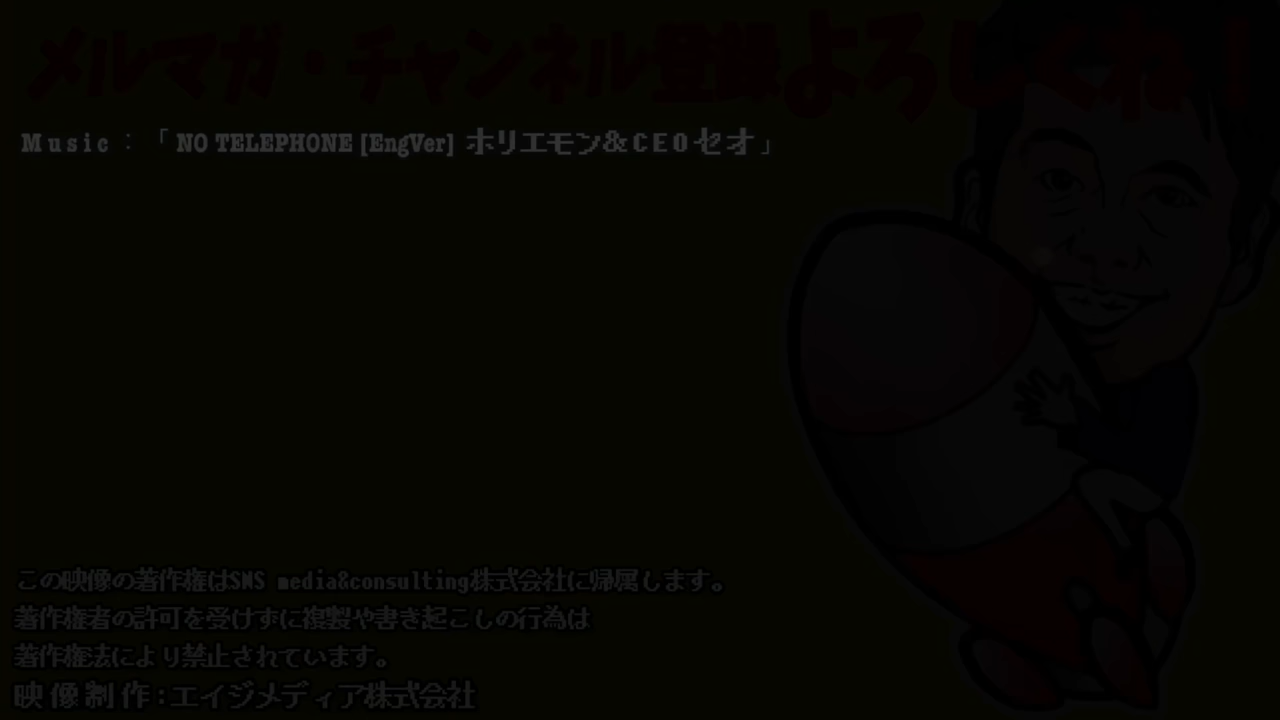 メルマガ・チャンネル登録よろしくね！
Music：「NO TELEPHONE [EngVer] ホリエモン&CEOセオ」
この映像の著作権はSNS media&consulting株式会社に帰属します。
著作権者の許可を受けずに複製や書き起こしの行為は
著作権法により禁止されています。
映像制作：エイジメディア株式会社